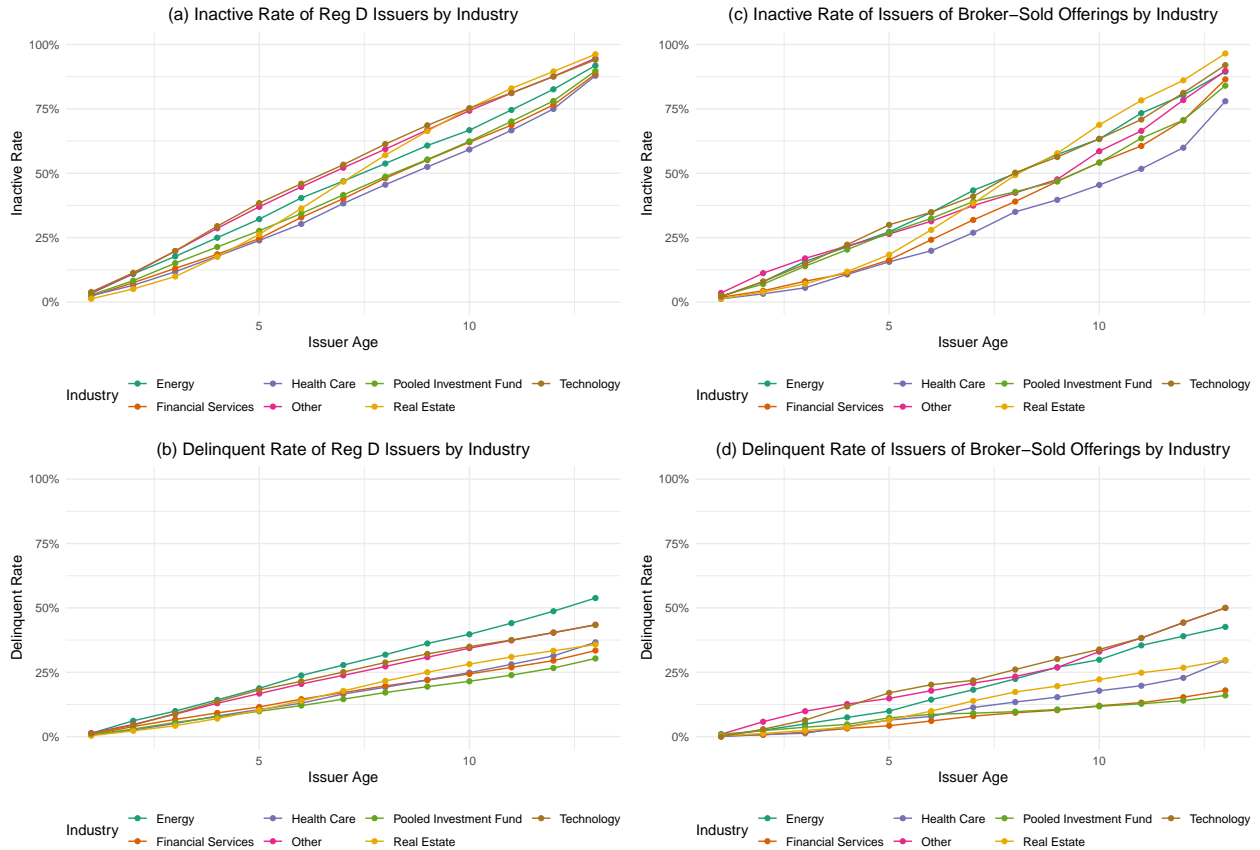 (a) Inactive Rate of Reg D Issuers by Industry
100%
75%
50%
25%
0%
Inactive Rate
5
10
Issuer Age
Industry
Energy
Health Care
Pooled Investment Fund
Technology
Financial Services
Other
Real Estate
(c) Inactive Rate of Issuers of Broker−Sold Offerings by Industry
100%
75%
50%
25%
0%
Inactive Rate
5
10
Issuer Age
Industry
Energy
Health Care
Pooled Investment Fund
Technology
Financial Services
Other
Real Estate
(b) Delinquent Rate of Reg D Issuers by Industry
100%
75%
50%
25%
0%
Delinquent Rate
5
10
Issuer Age
Industry
Energy
Health Care
Pooled Investment Fund
Technology
Financial Services
Other
Real Estate
(d) Delinquent Rate of Issuers of Broker−Sold Offerings by Industry
100%
75%
50%
25%
0%
Delinquent Rate
5
10
Issuer Age
Industry
Energy
Health Care
Pooled Investment Fund
Technology
Financial Services
Other
Real Estate